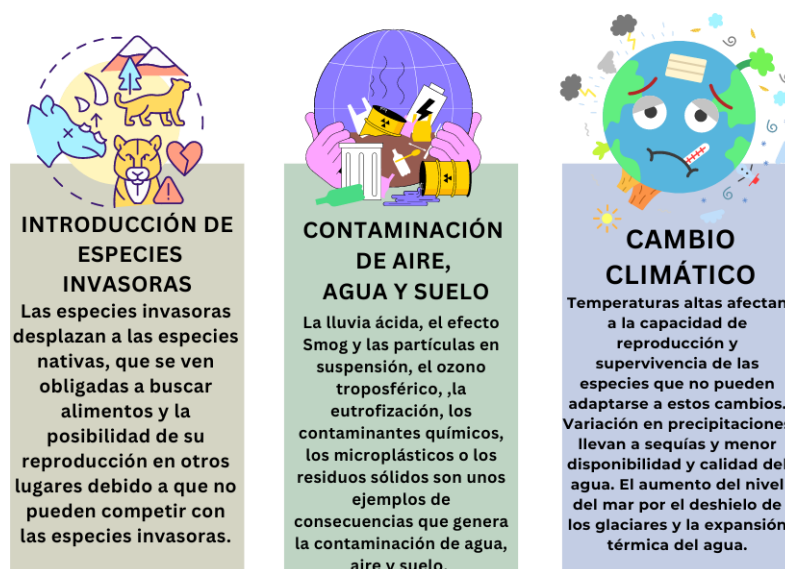 INTRODUCCIÓN DE
ESPECIES
INVASORAS
Las especies invasoras
desplazan a las especies
nativas, que se ven
obligadas a buscar
alimentos y la
posibilidad de su
reproducción en otros
lugares debido a que no
pueden competir con
las especies invasoras.
CONTAMINACIÓN
DE AIRE,
AGUA Y SUELO
La lluvia ácida, el efecto
Smog y las partículas en
suspensión, el ozono
troposférico, ,la
eutrofización, los
contaminantes químicos,
los microplásticos o los
residuos sólidos son unos
ejemplos de
consecuencias que genera
la contaminación de agua,
aire y suelo.
CAMBIO
CLIMÁTICO
Temperaturas altas afectan
a la capacidad de
reproducción y
supervivencia de las
especies que no pueden
adaptarse a estos cambios.
Variación en precipitaciones
llevan a sequías y menor
disponibilidad y calidad del
agua. El aumento del nivel
del mar por el deshielo de
los glaciares y la expansión
térmica del agua.